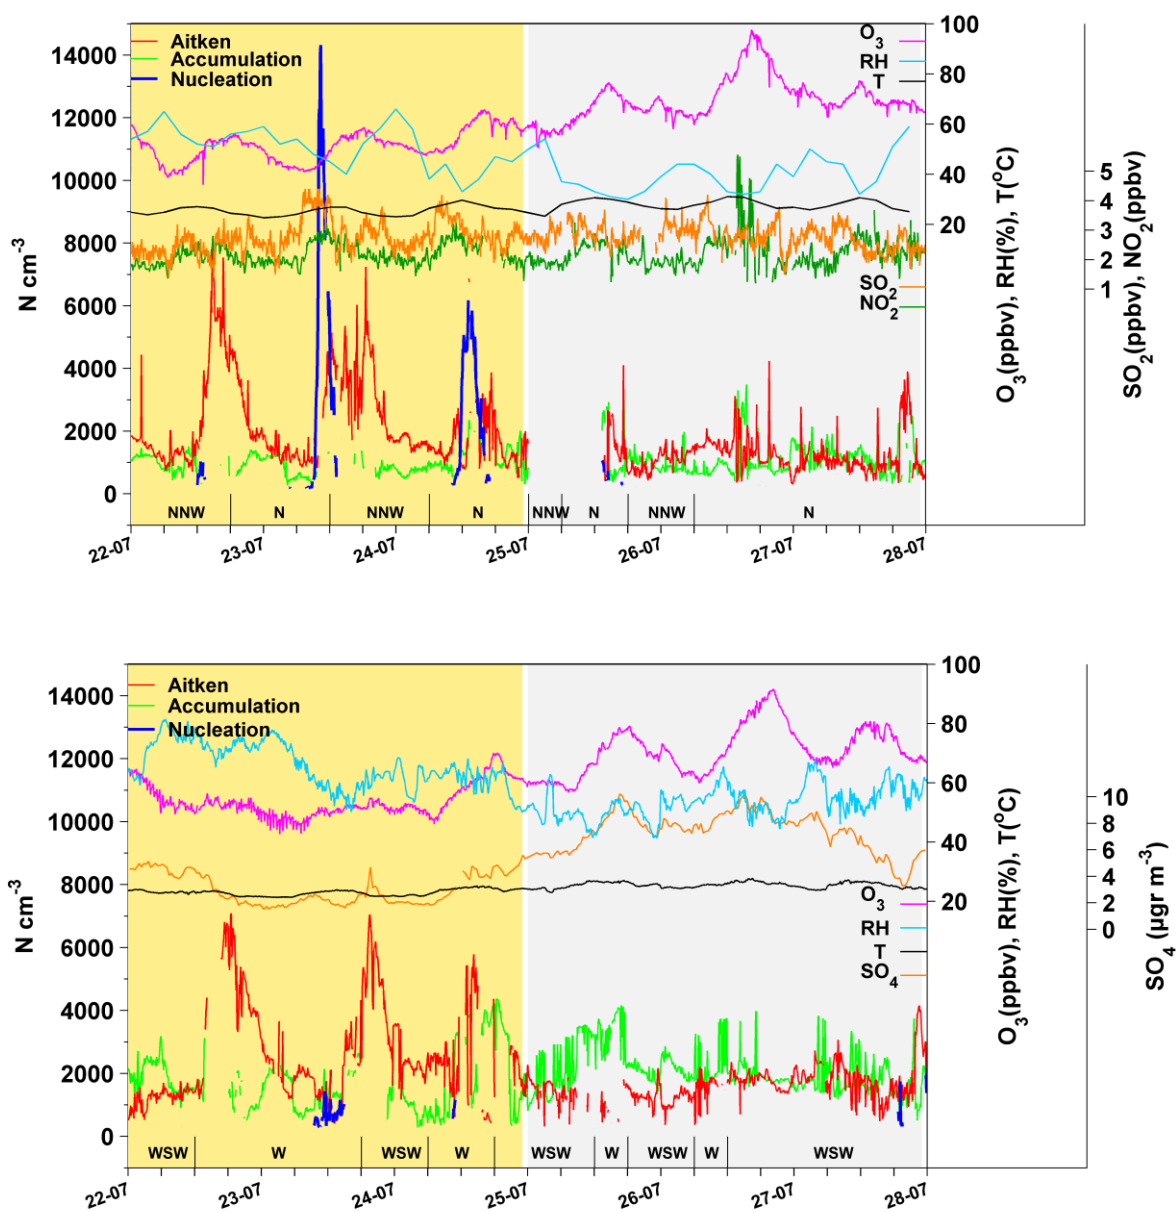 14000
12000
10000
8000
6000
4000
2000
0
N cm-3
Aitken
Accumulation
Nucleation
O3
RH
T
SO2
NO2
100
80
60
40
20
O3(ppbv), RH(%), T(oC)
5
4
3
2
1
SO2(ppbv), NO2(ppbv)
NNW N NNW N NNW N NNW N
22-07 23-07 24-07 25-07 26-07 27-07 28-07
14000
12000
10000
8000
6000
4000
2000
0
N cm-3
Aitken
Accumulation
Nucleation
O3
RH
T
SO4
100
80
60
40
20
O3(ppbv), RH(%), T(oC)
10
8
6
4
2
0
SO4 (µgr m-3)
WSW W WSW W WSW W WSW W WSW
22-07 23-07 24-07 25-07 26-07 27-07 28-07